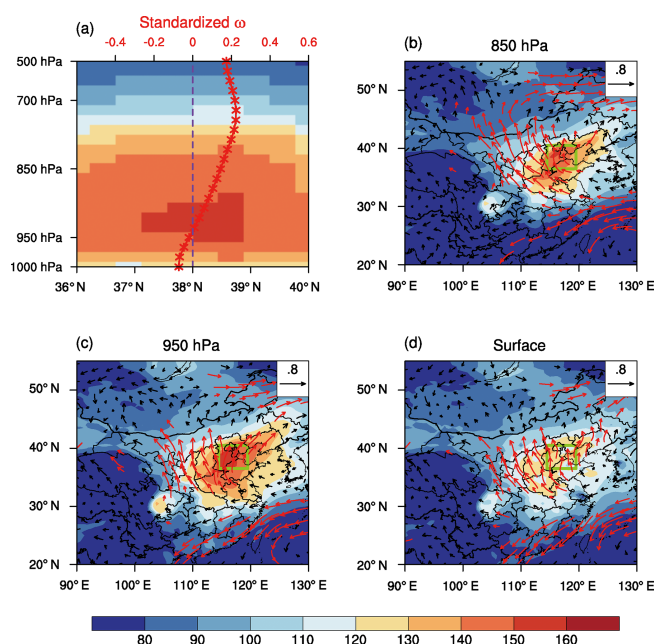 (a) Standardized ω
-0.4 -0.2 0 0.2 0.4 0.6
500 hPa
700 hPa
850 hPa
950 hPa
1000 hPa
36° N 37° N 38° N 39° N 40° N
(b) 850 hPa
.8
50° N
40° N
30° N
20° N
90° E 100° E 110° E 120° E 130° E
(c) 950 hPa
.8
50° N
40° N
30° N
20° N
90° E 100° E 110° E 120° E 130° E
(d) Surface
.8
50° N
40° N
30° N
20° N
90° E 100° E 110° E 120° E 130° E
80 90 100 110 120 130 140 150 160